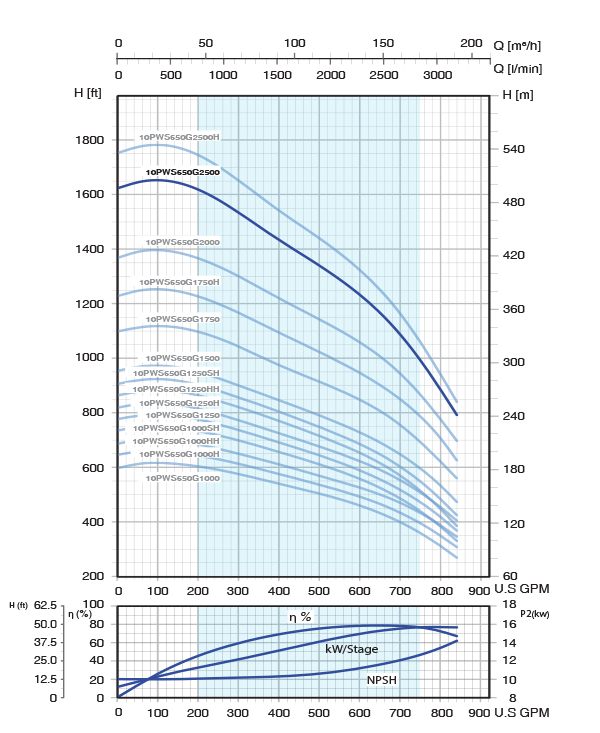 0 50 100 150 200 Q [m³/h]
0 500 1000 1500 2000 2500 3000 Q [l/min]
H [ft] H [m]
1800 540
1600 480
1400 420
1200 360
1000 300
800 240
600 180
400 120
200 60
10PWS650G2500H
10PWS650G2500
10PWS650G2000
10PWS650G1750H
10PWS650G1750
10PWS650G1500
10PWS650G1250SH
10PWS650G1250HH
10PWS650G1250H
10PWS650G1250
10PWS650G1000SH
10PWS650G1000HH
10PWS650G1000H
10PWS650G1000
0 100 200 300 400 500 600 700 800 900 U.S GPM
H (ft) 62.5 η (%) 100 18 P2(kw)
50.0 80 16
37.5 60 14
25.0 40 12
12.5 20 10
0 0 8
η %
kW/Stage
NPSH
0 100 200 300 400 500 600 700 800 900 U.S GPM